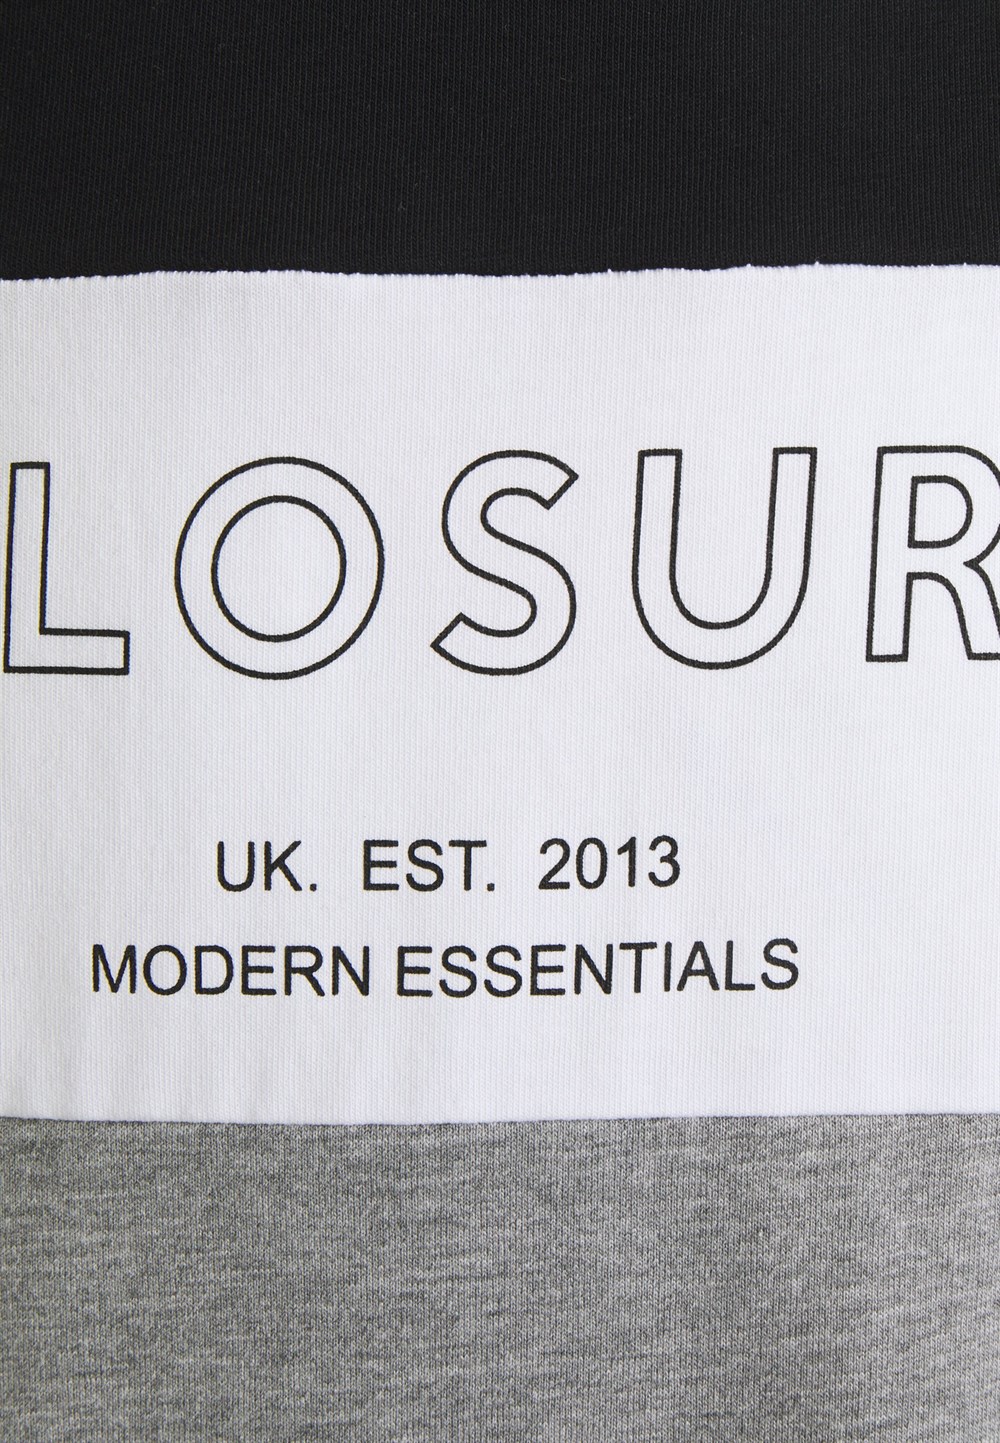 LOSUR
UK. EST. 2013
MODERN ESSENTIALS